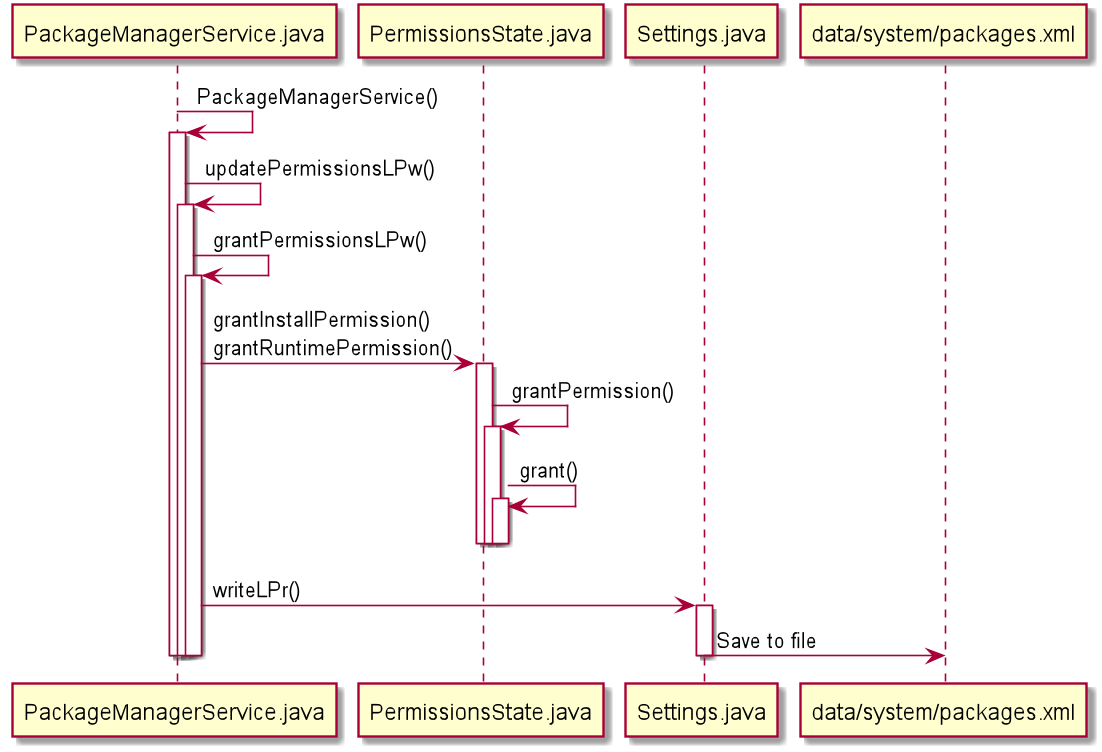 PackageManagerService.java
PermissionsState.java
Settings.java
data/system/packages.xml
PackageManagerService()
updatePermissionsLPw()
grantPermissionsLPw()
grantInstallPermission()
grantRuntimePermission()
grantPermission()
grant()
writeLPr()
Save to file
PackageManagerService.java
PermissionsState.java
Settings.java
data/system/packages.xml